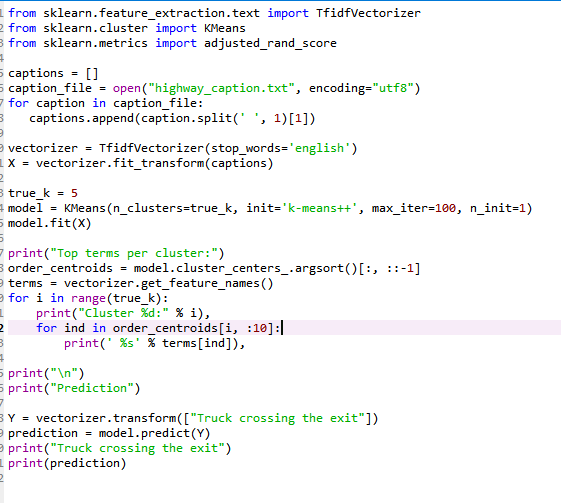 from sklearn.feature_extraction.text import TfidfVectorizer
from sklearn.cluster import KMeans
from sklearn.metrics import adjusted_rand_score

captions = []
caption_file = open("highway_caption.txt", encoding="utf8")
for caption in caption_file:
   captions.append(caption.split(' ', 1)[1])

vectorizer = TfidfVectorizer(stop_words='english')
X = vectorizer.fit_transform(captions)

true_k = 5
model = KMeans(n_clusters=true_k, init='k-means++', max_iter=100, n_init=1)
model.fit(X)

print("Top terms per cluster:")
order_centroids = model.cluster_centers_.argsort()[:, ::-1]
terms = vectorizer.get_feature_names()
for i in range(true_k):
    print("Cluster %d:" % i),
    for ind in order_centroids[i, :10]:
        print(' %s' % terms[ind]),

print("\n")
print("Prediction")

Y = vectorizer.transform(["Truck crossing the exit"])
prediction = model.predict(Y)
print("Truck crossing the exit")
print(prediction)